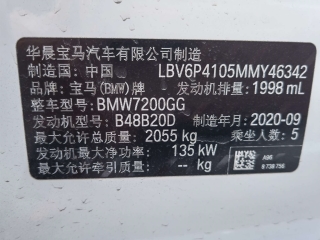 华晨宝马汽车有限公司制造
制造国：中国 LBV6P4105MMY46342
品牌：宝马(BMW)牌 发动机排量：1998 mL
整车型号：BMW7200GG
发动机型号：B48B20D 制造年月：2020-09
最大允许总质量：2055 kg 乘坐人数：5
发动机最大净功率：135 kW
最大允许牵引质量：-- kg
A96